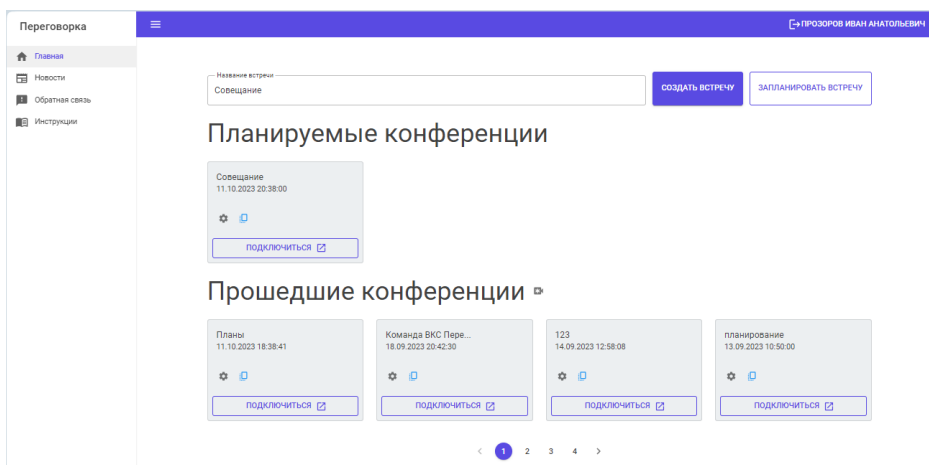 Переговорка
ПРОЗОРОВ ИВАН АНАТОЛЬЕВИЧ
Главная
Новости
Обратная связь
Инструкции
Название встречи
Совещание
СОЗДАТЬ ВСТРЕЧУ
ЗАПЛАНИРОВАТЬ ВСТРЕЧУ
Планируемые конференции
Совещание
11.10.2023 20:38:00
ПОДКЛЮЧИТЬСЯ
Прошедшие конференции
Планы
11.10.2023 18:38:41
ПОДКЛЮЧИТЬСЯ
Команда ВКС Пере...
18.09.2023 20:42:30
ПОДКЛЮЧИТЬСЯ
123
14.09.2023 12:58:08
ПОДКЛЮЧИТЬСЯ
планирование
13.09.2023 10:50:00
ПОДКЛЮЧИТЬСЯ
< 1 2 3 4 >